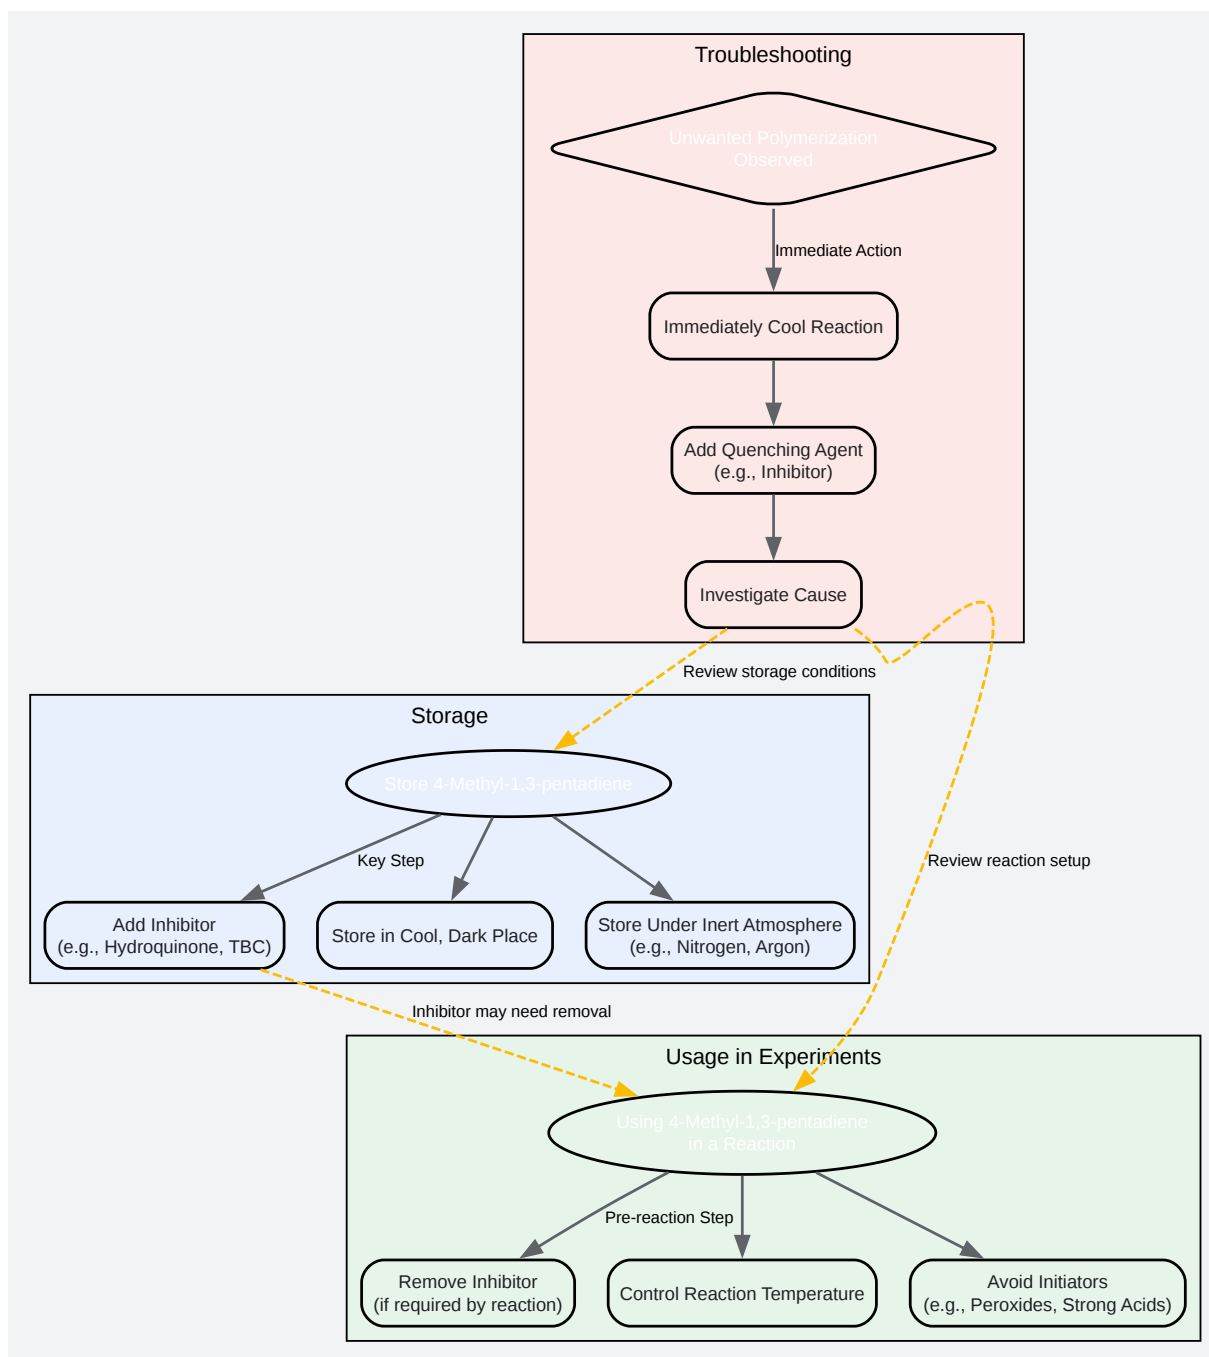 Troubleshooting
Unwanted Polymerization
Observed
Immediate Action
Immediately Cool Reaction
Add Quenching Agent
(e.g., Inhibitor)
Investigate Cause
Review storage conditions
Storage
Store 4-Methyl-1,3-pentadiene
Key Step
Review reaction setup
Add Inhibitor
(e.g., Hydroquinone, TBC)
Store in Cool, Dark Place
Store Under Inert Atmosphere
(e.g., Nitrogen, Argon)
Inhibitor may need removal
Usage in Experiments
Using 4-Methyl-1,3-pentadiene
in a Reaction
Pre-reaction Step
Remove Inhibitor
(if required by reaction)
Control Reaction Temperature
Avoid Initiators
(e.g., Peroxides, Strong Acids)